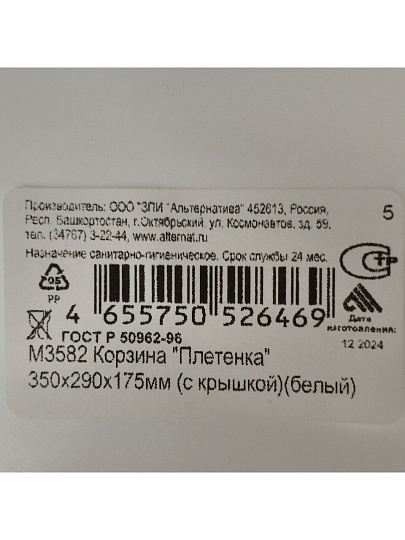 Производитель: ООО "ЗПИ "Альтернатива" 452613, Россия,
Респ. Башкортостан, г.Октябрьский, ул. Космонавтов, зд. 59,
тел. (34767) 3-22-44, www.alternat.ru
5
Назначение санитарно-гигиеническое. Срок службы 24 мес.
05
PP
4 655750 526469
Дата
изготовления:
12.2024
ГОСТ Р 50962-96
М3582 Корзина "Плетенка"
350х290х175мм (с крышкой)(белый)